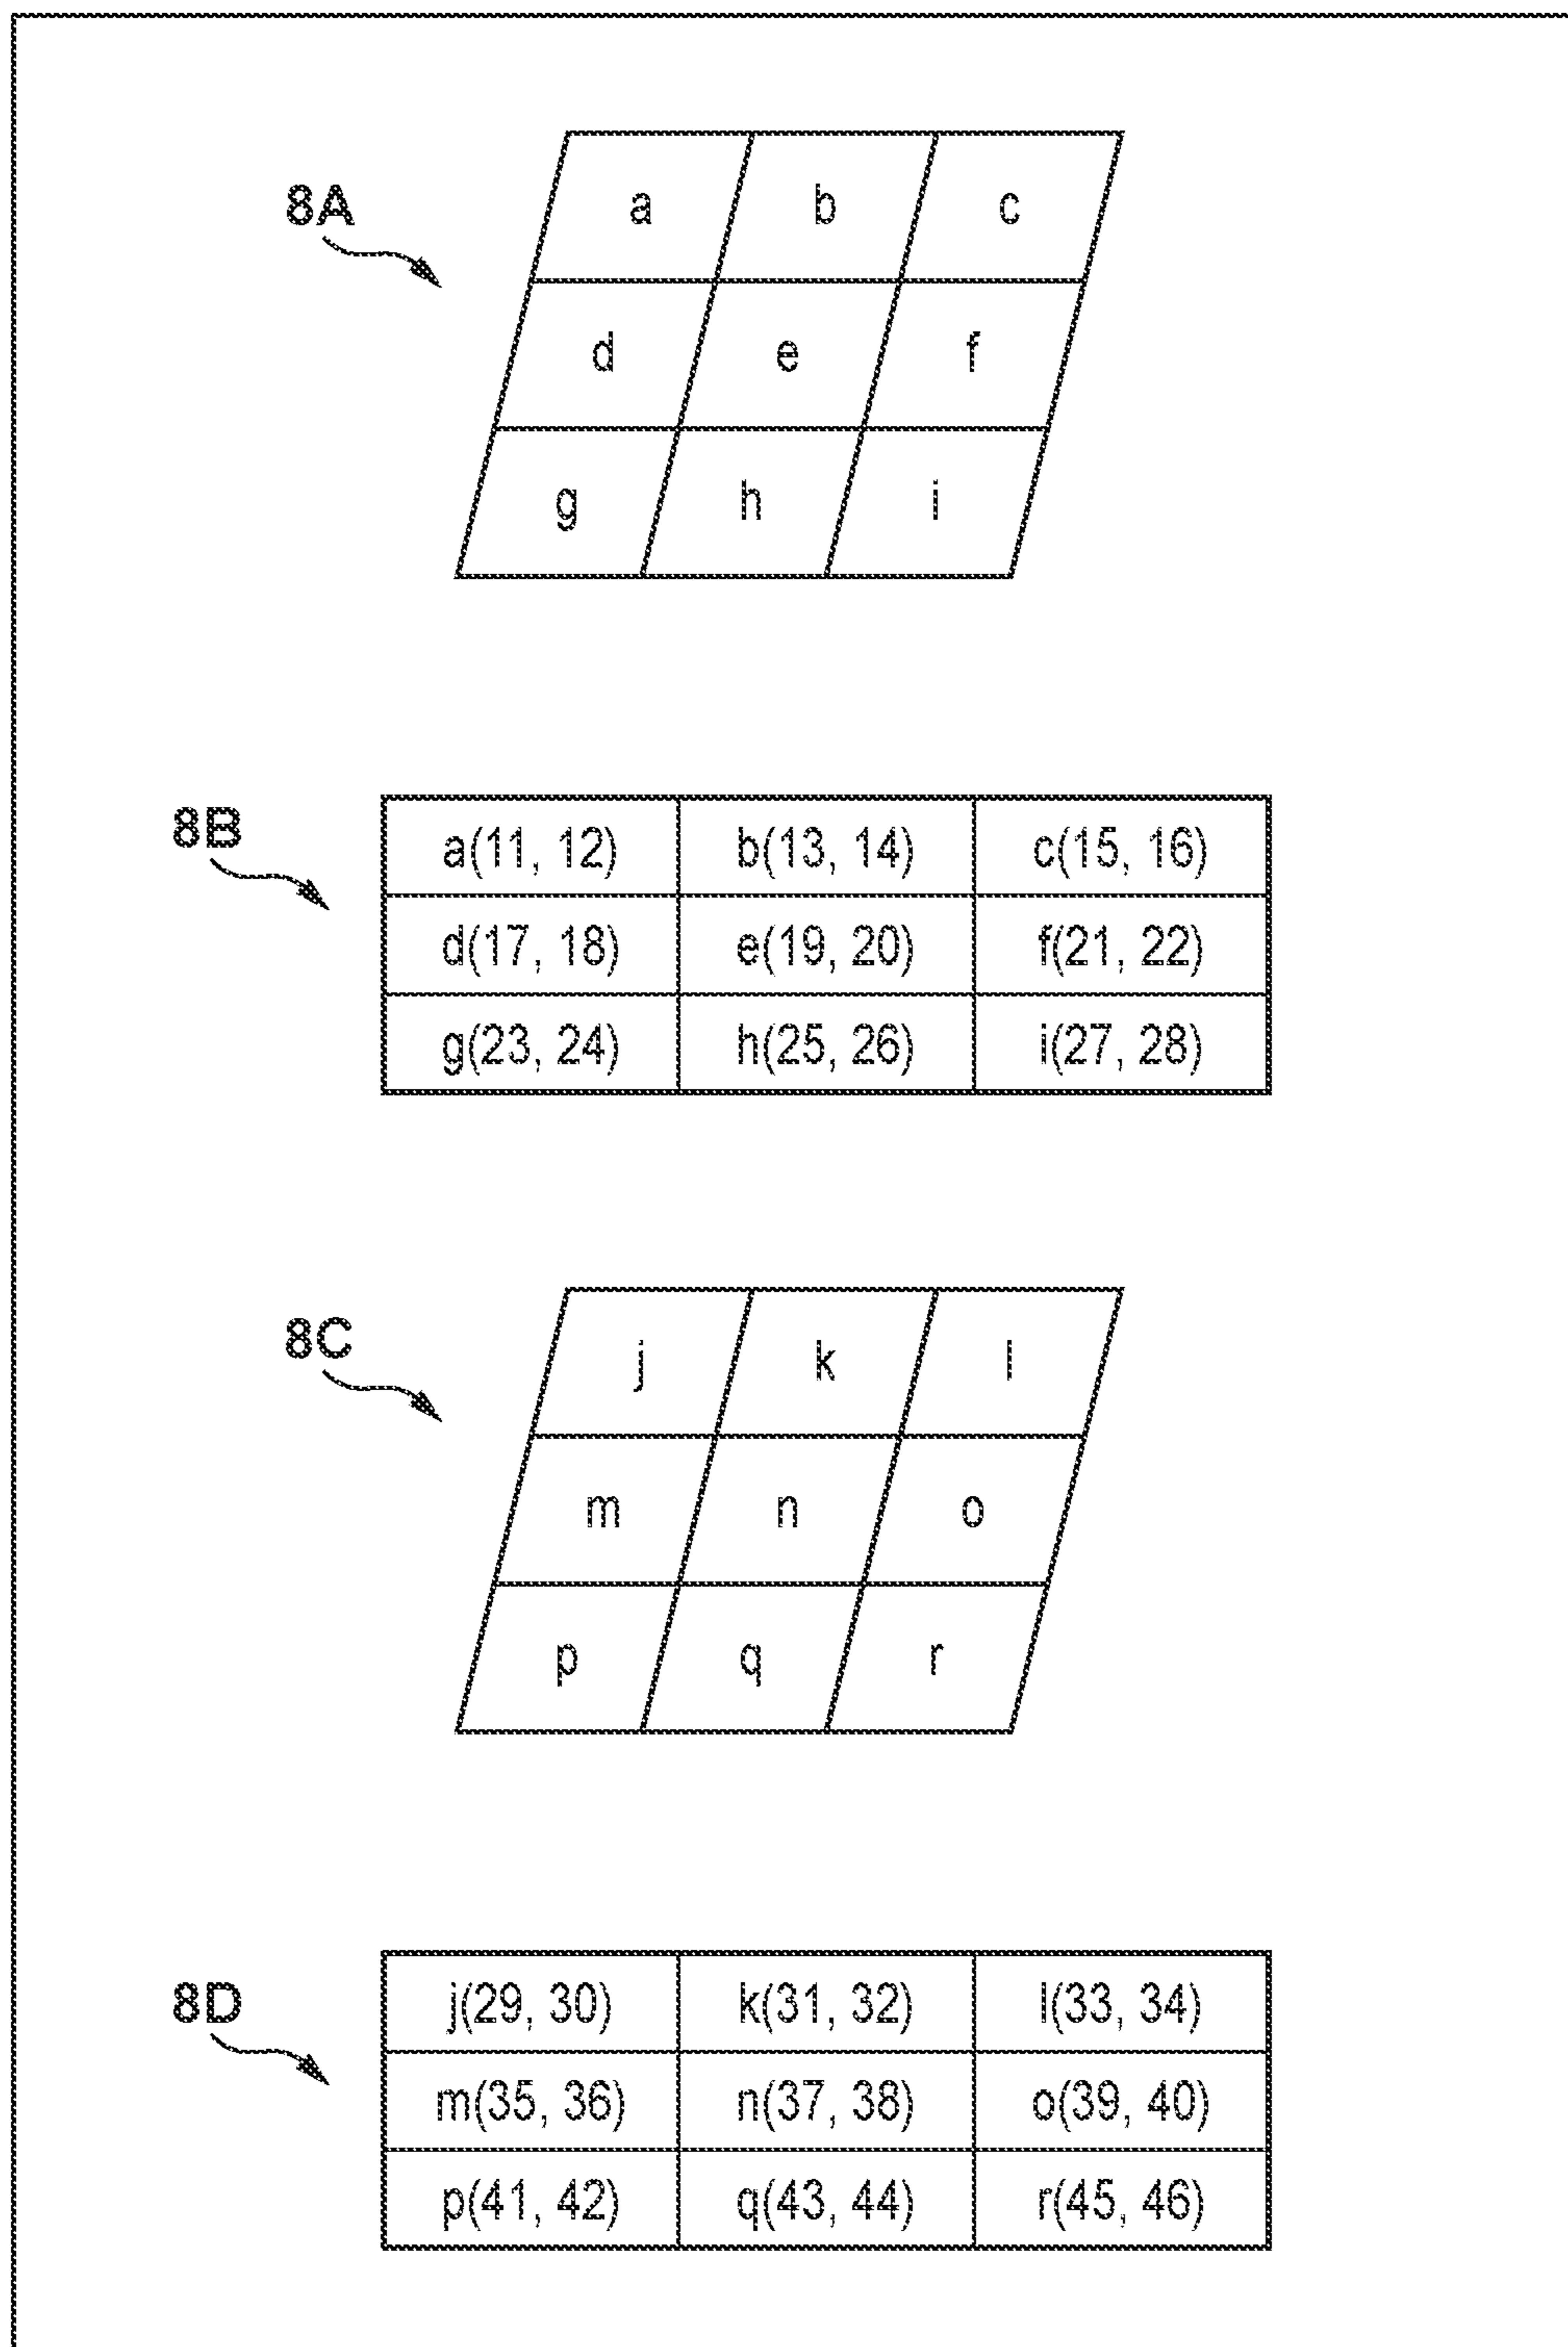 8A
a b c
d e f
g h i
8B
a(11, 12) b(13, 14) c(15, 16)
d(17, 18) e(19, 20) f(21, 22)
g(23, 24) h(25, 26) i(27, 28)
8C
j k l
m n o
p q r
8D
j(29, 30) k(31, 32) l(33, 34)
m(35, 36) n(37, 38) o(39, 40)
p(41, 42) q(43, 44) r(45, 46)